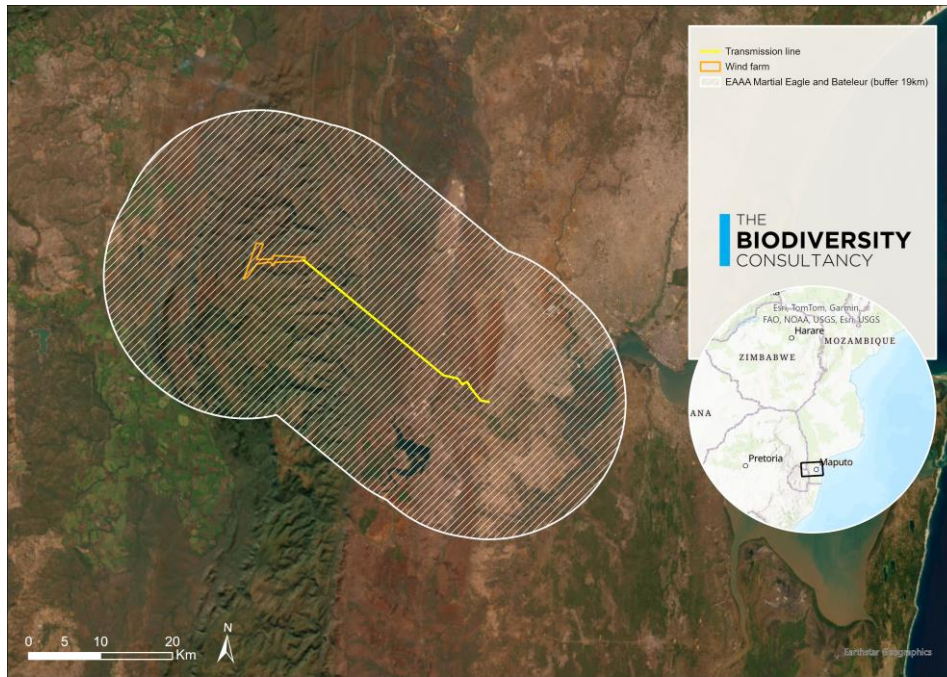 Transmission line
Wind farm
EAAA Martial Eagle and Bateleur (buffer 19km)
THE
BIODIVERSITY
CONSULTANCY
Esri, TomTom, Garmin,
FAO, NOAA, USGS, Esri, USGS
Harare
MOZAMBIQUE
ZIMBABWE
ANA
Pretoria
Maputo
0 5 10 20
Km
N
Earthstar Geographics